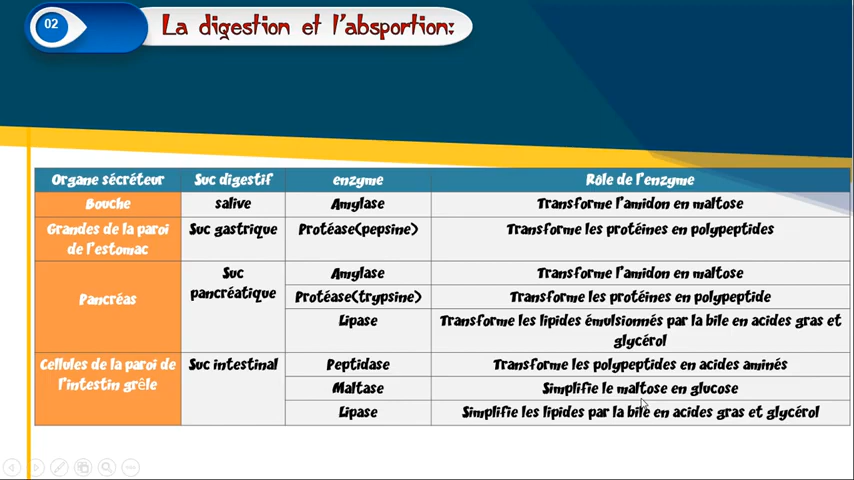 02
La digestion et l'absportion:
Organe sécréteur Suc digestif enzyme Rôle de l'enzyme
Bouche salive Amylase Transforme l'amidon en maltose
Grandes de la paroi de l'estomac Suc gastrique Protéase(pepsine) Transforme les protéines en polypeptides
Pancréas Suc pancréatique Amylase Transforme l'amidon en maltose
Protéase(trypsine) Transforme les protéines en polypeptide
Lipase Transforme les lipides émulsionnés par la bile en acides gras et glycérol
Cellules de la paroi de l'intestin grêle Suc intestinal Peptidase Transforme les polypeptides en acides aminés
Maltase Simplifie le maltose en glucose
Lipase Simplifie les lipides par la bile en acides gras et glycérol